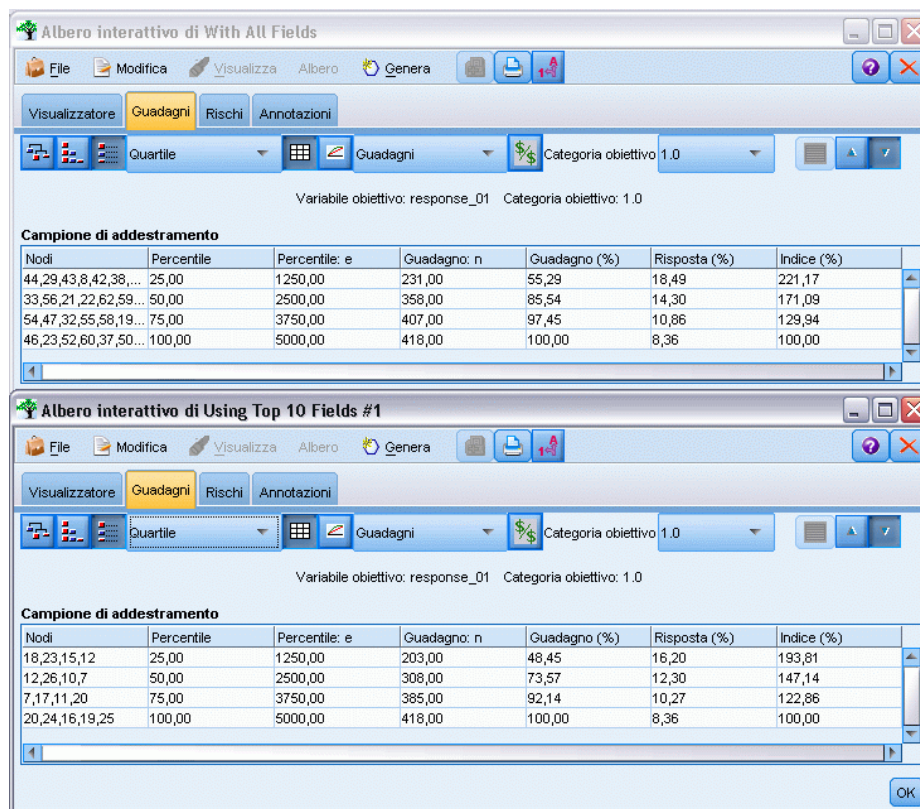 Albero interattivo di With All Fields
File Modifica Visualizza Albero Genera
Visualizzatore Guadagni Rischi Annotazioni
Quartile Guadagni Categoria obiettivo 1.0
Variabile obiettivo: response_01 Categoria obiettivo: 1.0
Campione di addestramento
Nodi Percentile Percentile: e Guadagno: n Guadagno (%) Risposta (%) Indice (%)
44,29,43,8,42,38,... 25,00 1250,00 231,00 55,29 18,49 221,17
33,56,21,22,62,59... 50,00 2500,00 358,00 85,54 14,30 171,09
54,47,32,55,58,19... 75,00 3750,00 407,00 97,45 10,86 129,94
46,23,52,60,37,50... 100,00 5000,00 418,00 100,00 8,36 100,00
Albero interattivo di Using Top 10 Fields #1
File Modifica Visualizza Albero Genera
Visualizzatore Guadagni Rischi Annotazioni
Quartile Guadagni Categoria obiettivo 1.0
Variabile obiettivo: response_01 Categoria obiettivo: 1.0
Campione di addestramento
Nodi Percentile Percentile: e Guadagno: n Guadagno (%) Risposta (%) Indice (%)
18,23,15,12 25,00 1250,00 203,00 48,45 16,20 193,81
12,26,10,7 50,00 2500,00 308,00 73,57 12,30 147,14
7,17,11,20 75,00 3750,00 385,00 92,14 10,27 122,86
20,24,16,19,25 100,00 5000,00 418,00 100,00 8,36 100,00
OK